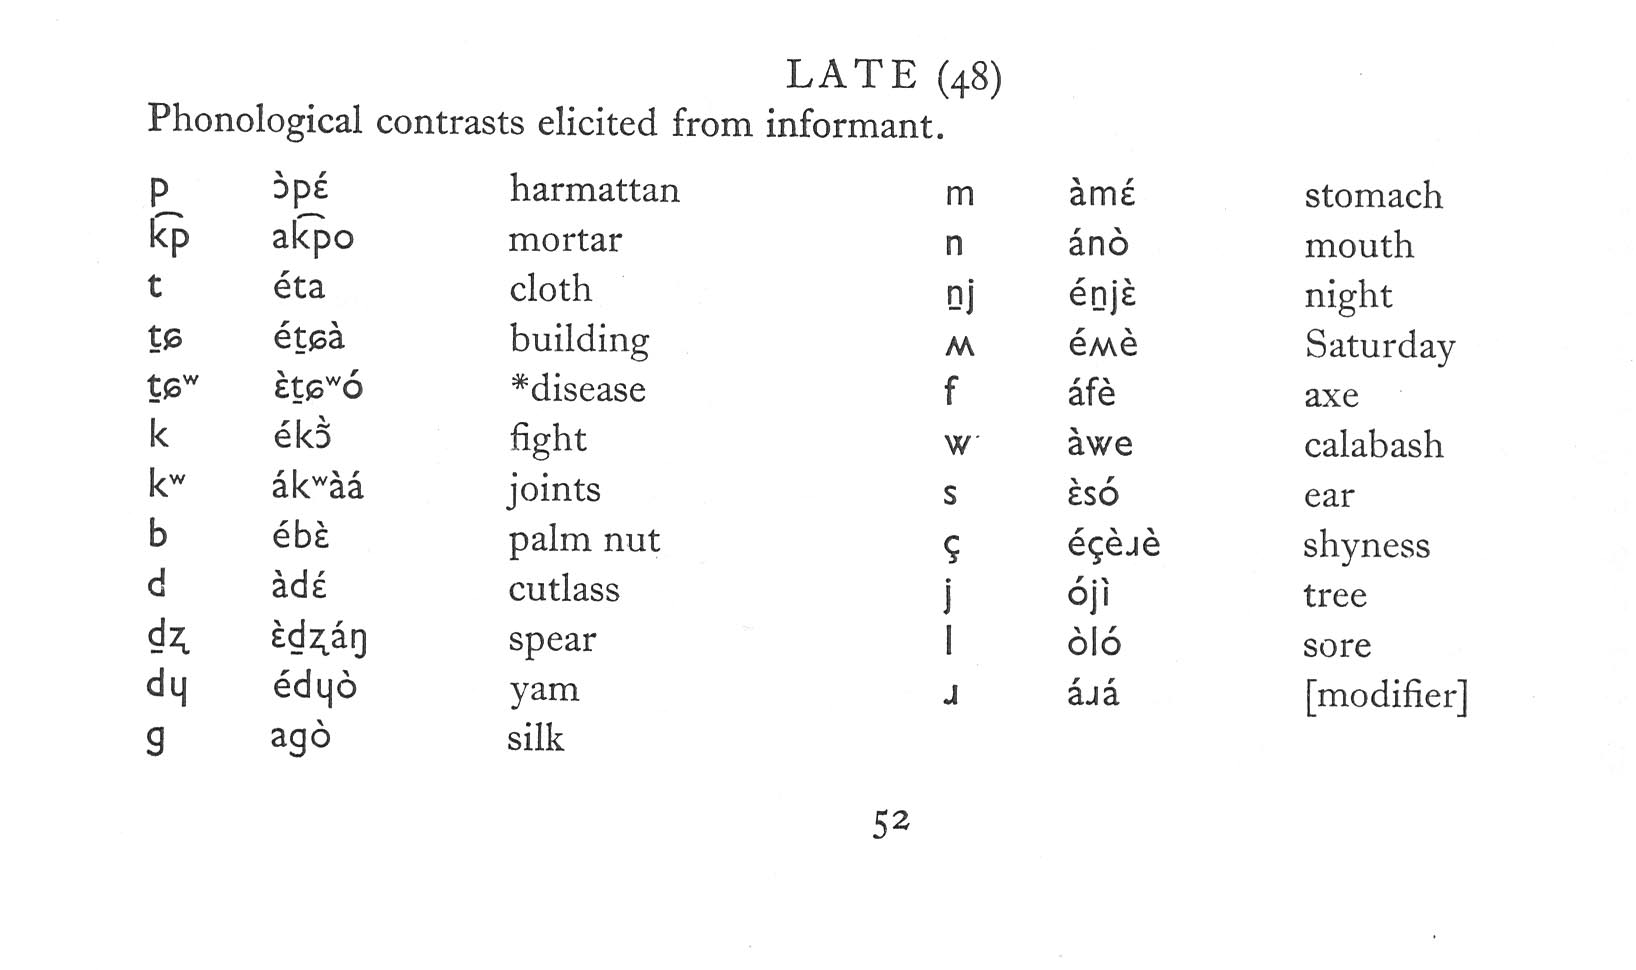 LATE (48)
Phonological contrasts elicited from informant.
p ɔ̀pɛ́ harmattan m àmɛ́ stomach
k͡p ak͡po mortar n ánò mouth
t éta cloth n̠j én̠jɛ̀ night
t̠ɕ ét̠ɕà building ʍ éʍè Saturday
t̠ɕʷ ɛ̀t̠ɕʷó *disease f áfè axe
k ékɔ̃̀ fight w àwe calabash
kʷ ákʷàá joints s ɛ̀só ear
b ébɛ̀ palm nut ç éçèɹè shyness
d àdɛ́ cutlass j ójì tree
d̠ʐ ɛ̀d̠ʐáŋ spear l òló sore
dɥ édɥò yam ɹ áɹá [modifier]
g agò silk
52